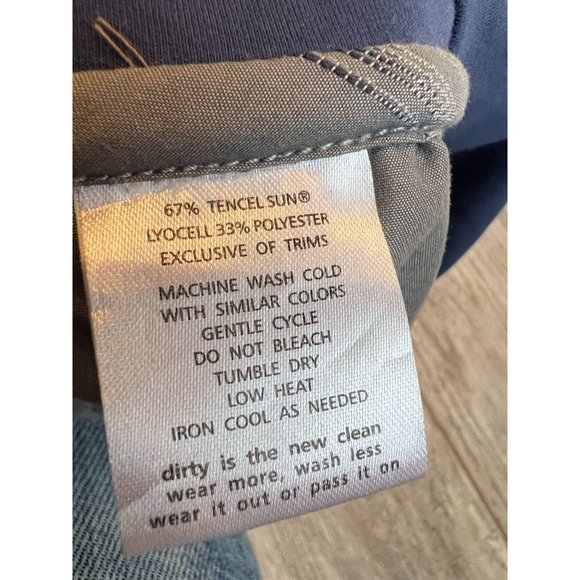 67% TENCEL SUN®
LYOCELL 33% POLYESTER
EXCLUSIVE OF TRIMS
MACHINE WASH COLD
WITH SIMILAR COLORS
GENTLE CYCLE
DO NOT BLEACH
TUMBLE DRY
LOW HEAT
IRON COOL AS NEEDED
dirty is the new clean
wear more, wash less
wear it out or pass it on